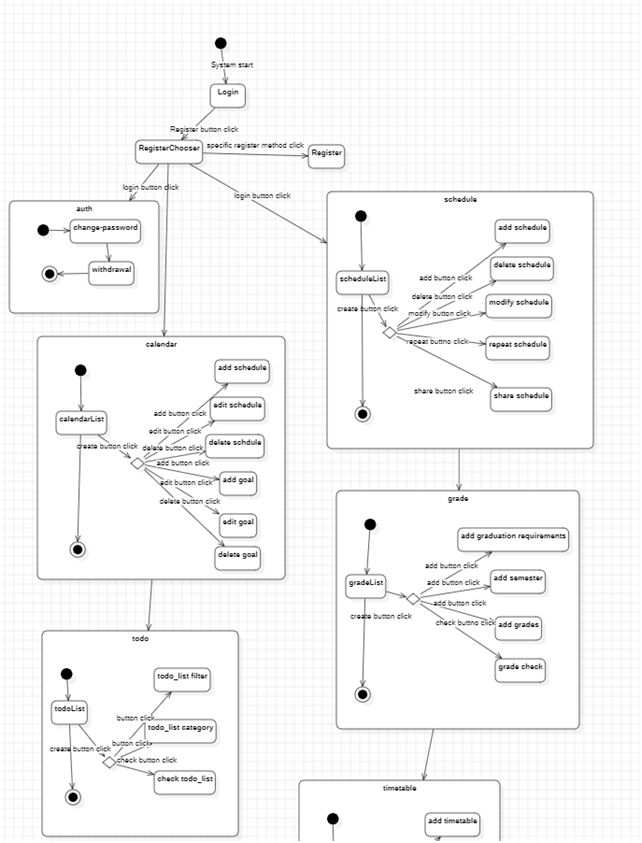 System start
Login
Register button click
RegisterChooser
specific register method click
Register
login button click
login button click
auth
change-password
withdrawal
schedule
add schedule
delete schedule
scheduleList
add button click
delete button click
create button click
modify button click
modify schedule
repeat buttno click
repeat schedule
share button click
share schedule
calendar
add schedule
edit schedule
calendarList
add button click
edit button click
create button click
delete button click
delete schdule
add button click
edit button click
add goal
delete button click
edit goal
delete goal
grade
add graduation requirements
add button click
gradeList
add button click
add semester
add button click
create button click
check buttno click
add grades
grade check
todo
todo_list filter
todoList
button click
todo_list category
create button click
button click
check button click
check todo_list
timetable
add timetable